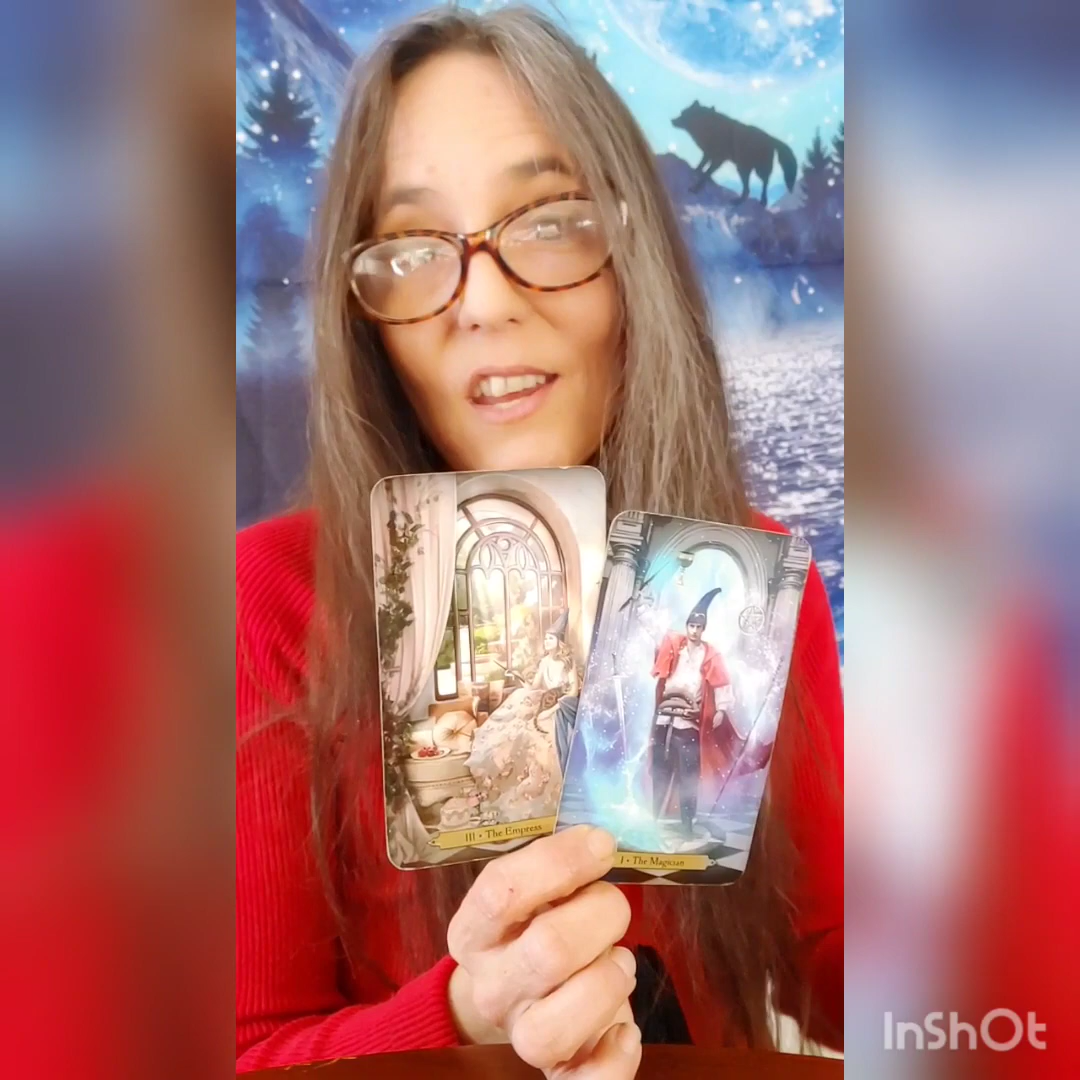 III • The Empress
I • The Magician
InShOt